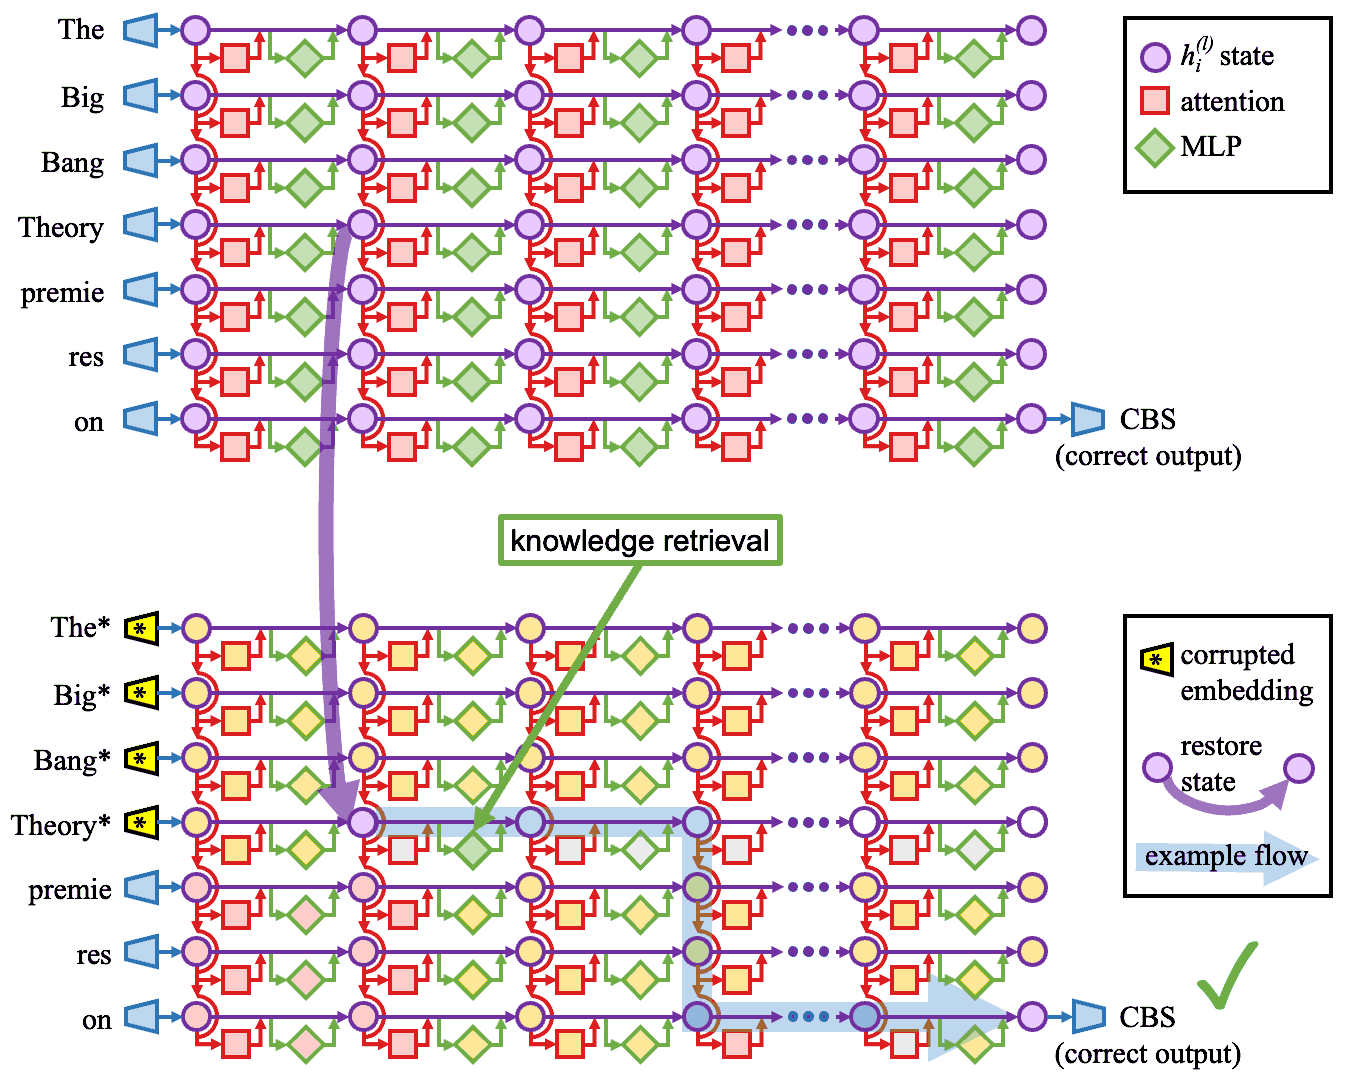 The
Big
Bang
Theory
premie
res
on
CBS
(correct output)
h_i^{(l)} state
attention
MLP
knowledge retrieval
The*
Big*
Bang*
Theory*
premie
res
on
CBS
(correct output)
*
*
*
*
* corrupted
embedding
restore
state
example flow